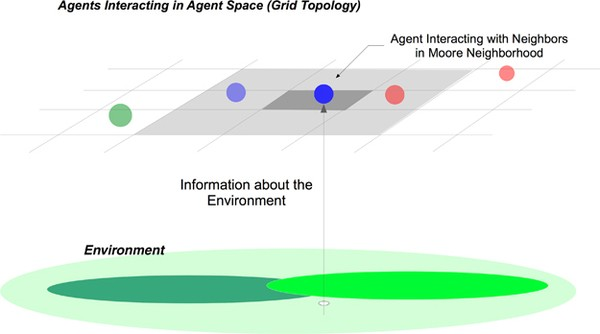 Agents Interacting in Agent Space (Grid Topology)
Agent Interacting with Neighbors
in Moore Neighborhood
Information about the
Environment
Environment